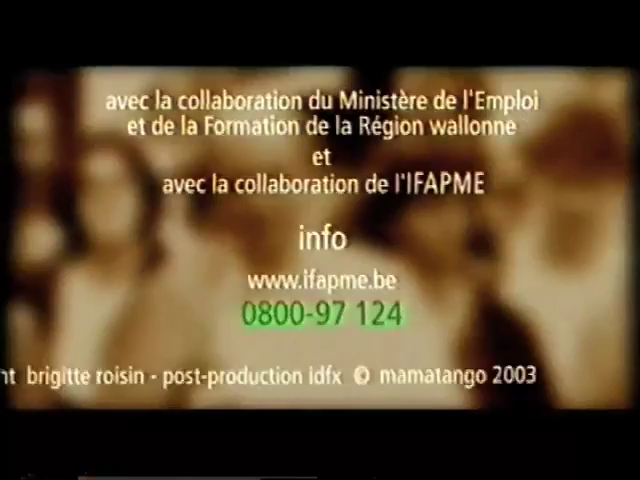 avec la collaboration du Ministère de l'Emploi
et de la Formation de la Région wallonne
et
avec la collaboration de l'IFAPME
info
www.ifapme.be
0800-97 124
nt brigitte roisin - post-production idfx © mamatango 2003